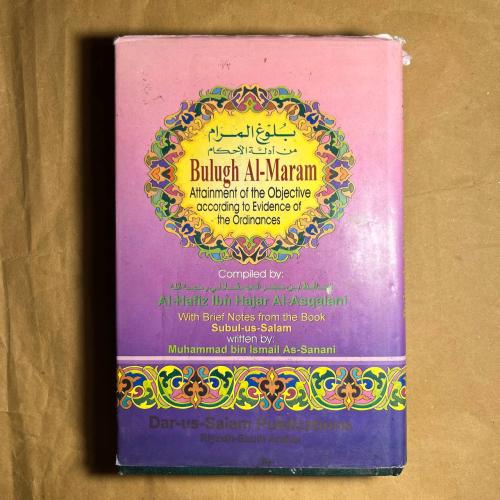 بلوغ المرام
من أدلة الأحكام
Bulugh Al-Maram
Attainment of the Objective
according to Evidence of
the Ordinances
Compiled by:
Al-Hafiz Ibn Hajar Al-Asqalani
With Brief Notes from the Book
Subul-us-Salam
written by:
Muhammad bin Ismail As-Sanani
Dar-us-Salam Publications
Riyadh-Saudi Arabia